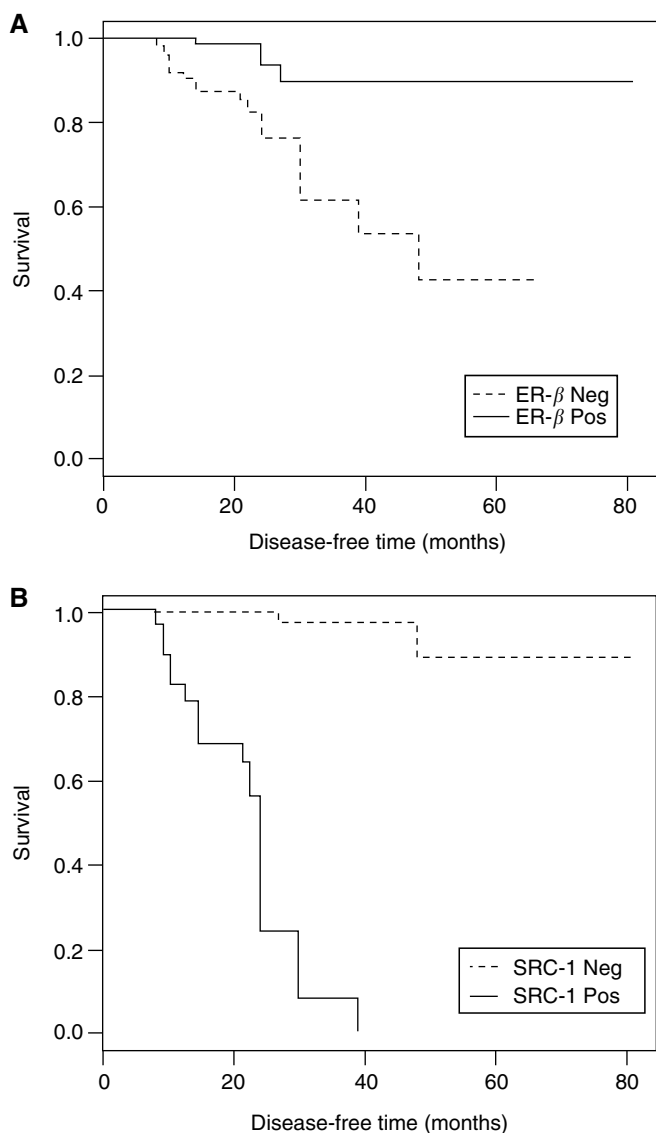 A
1.0
0.8
0.6
0.4
0.2
0.0
Survival
ER-β Neg
ER-β Pos
0 20 40 60 80
Disease-free time (months)
B
1.0
0.8
0.6
0.4
0.2
0.0
Survival
SRC-1 Neg
SRC-1 Pos
0 20 40 60 80
Disease-free time (months)